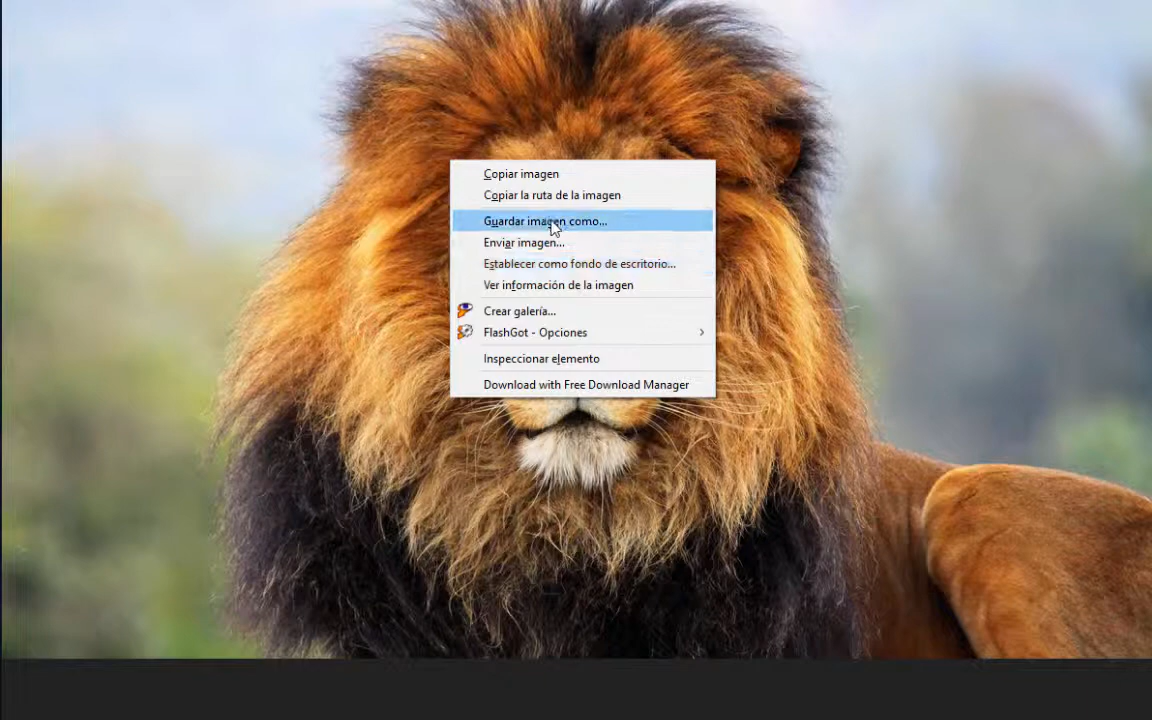 Copiar imagen
Copiar la ruta de la imagen
Guardar imagen como...
Enviar imagen...
Establecer como fondo de escritorio...
Ver información de la imagen
Crear galería...
FlashGot - Opciones
Inspeccionar elemento
Download with Free Download Manager